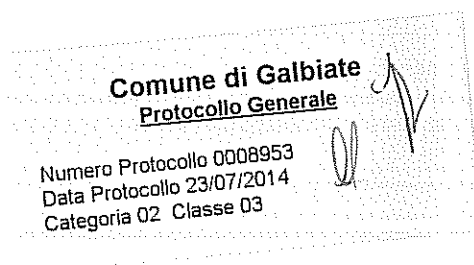 Comune di Galbiate
Protocollo Generale
Numero Protocollo 0008953
Data Protocollo 23/07/2014
Categoria 02 Classe 03